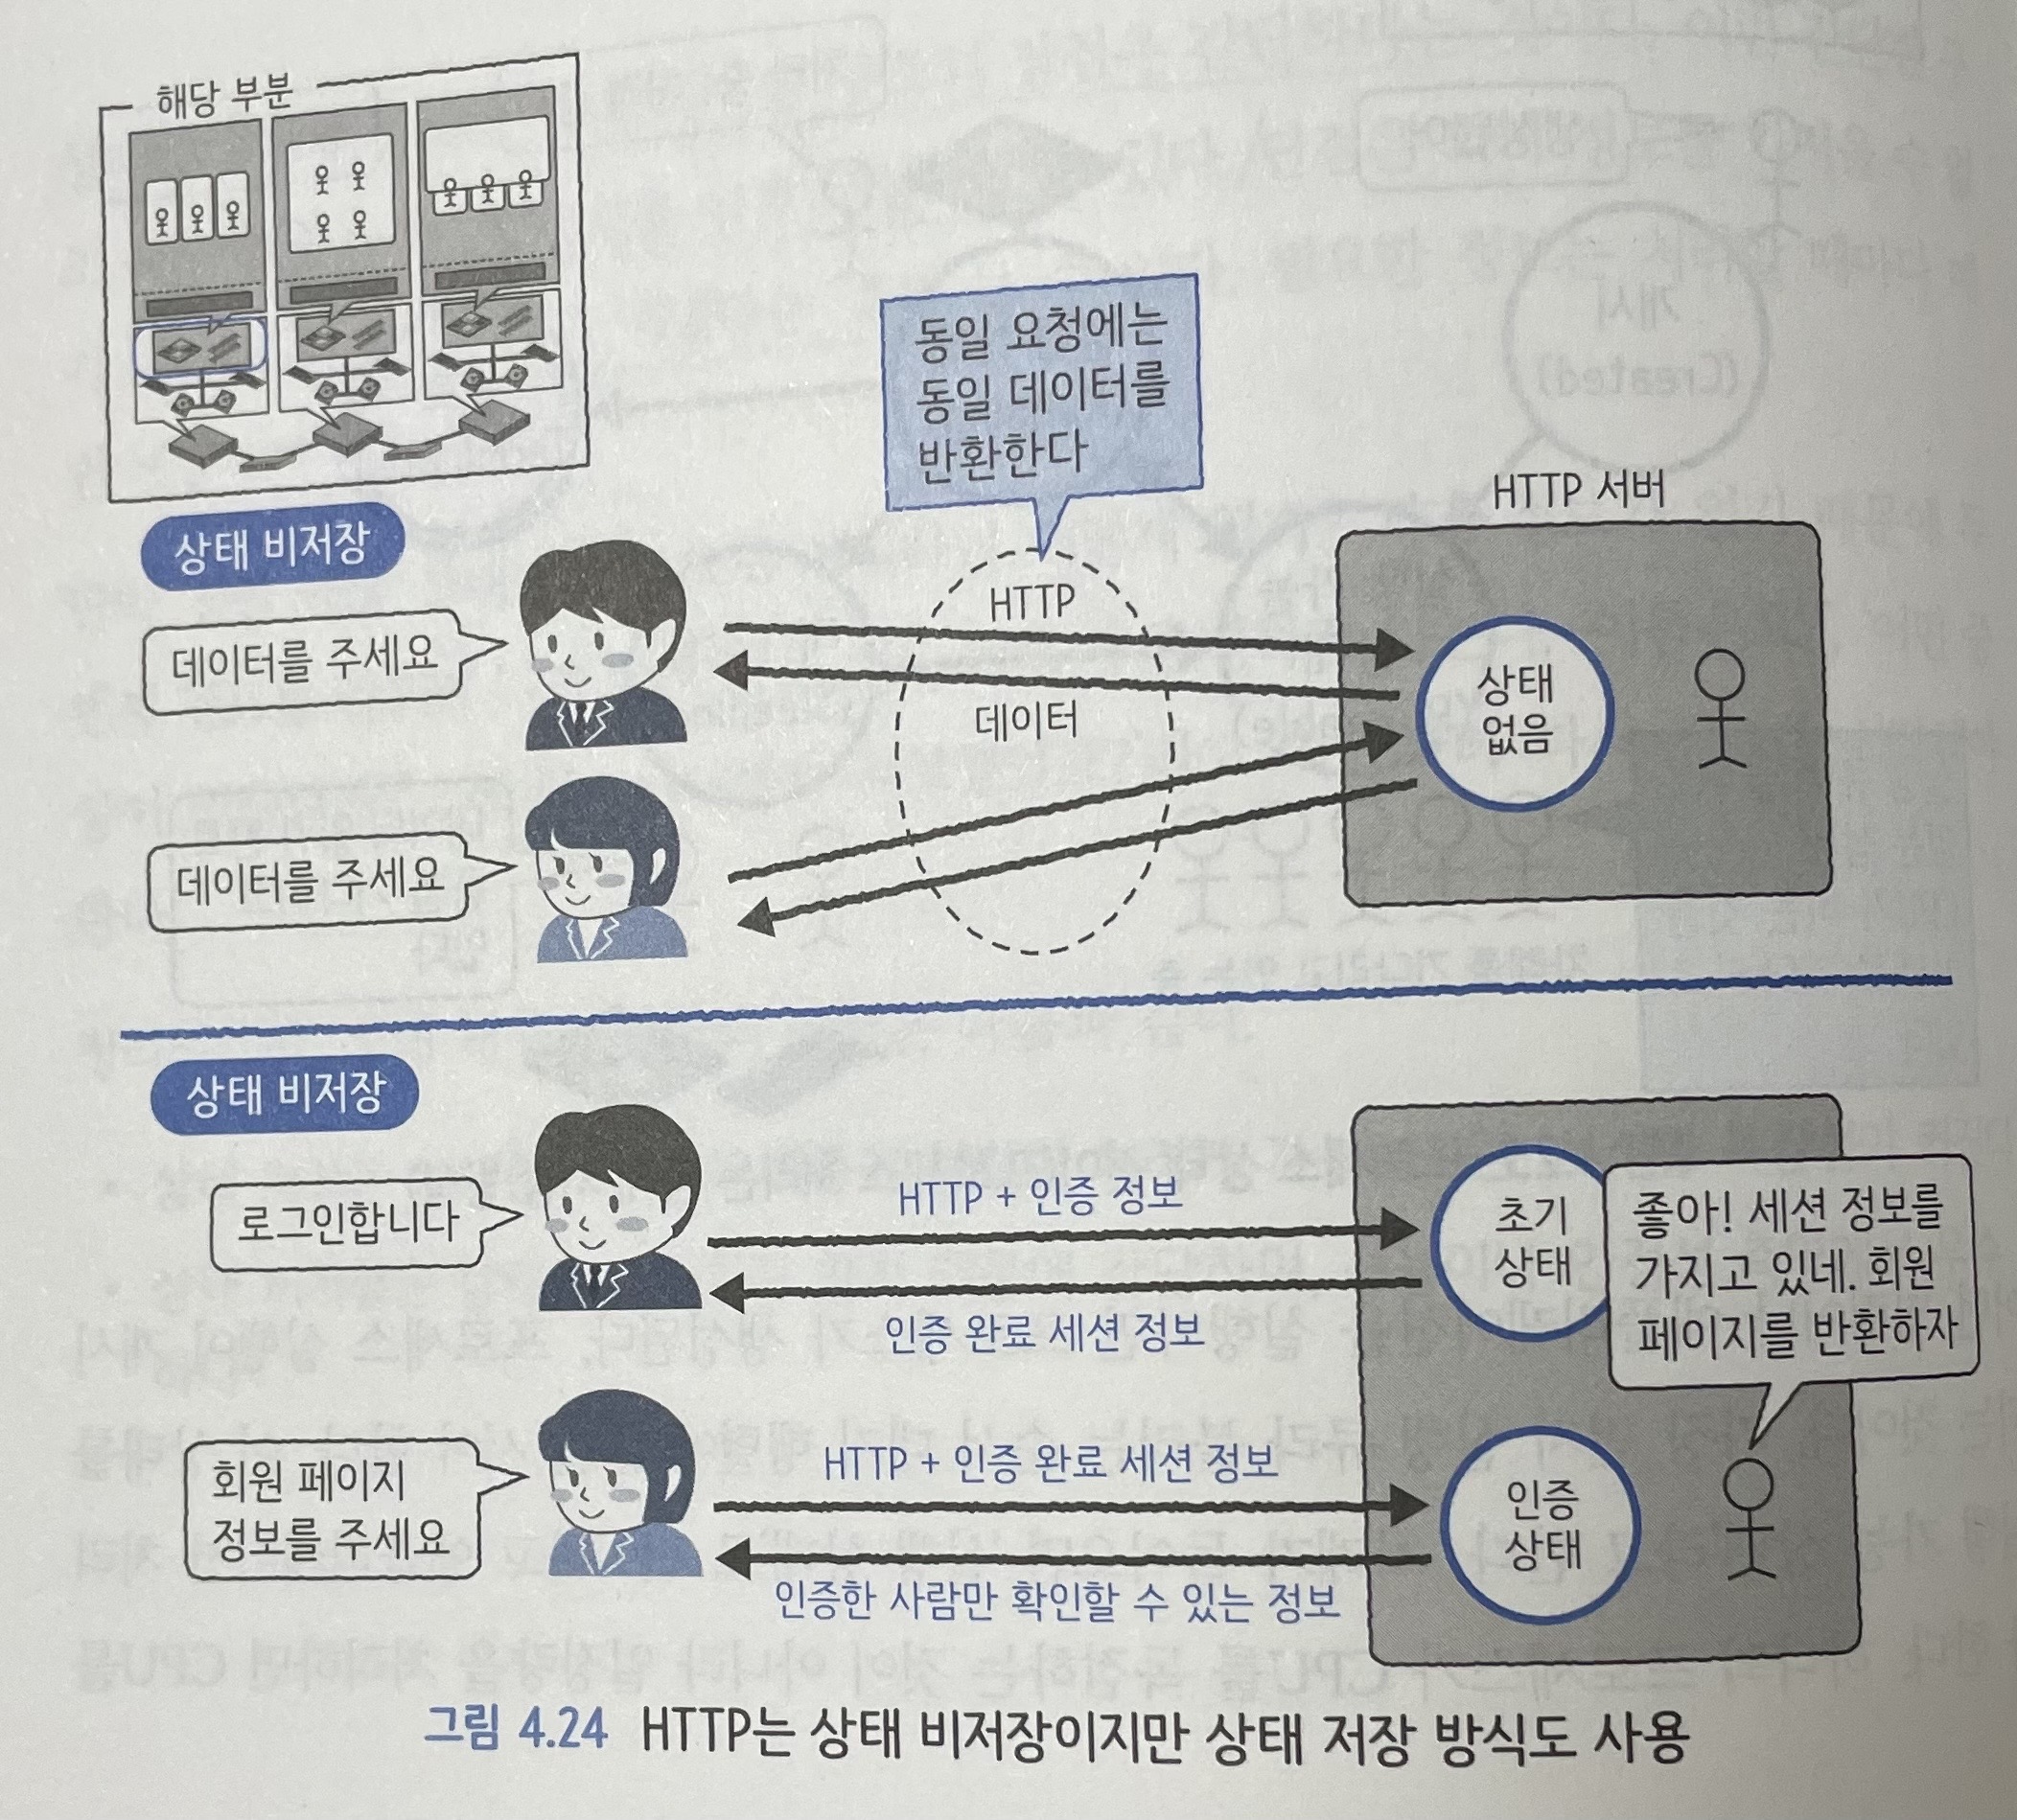 해당 부분
동일 요청에는
동일 데이터를
반환한다
HTTP 서버
상태 비저장
데이터를 주세요
HTTP
데이터
상태
없음
데이터를 주세요
상태 비저장
로그인합니다
HTTP + 인증 정보
인증 완료 세션 정보
초기
상태
좋아! 세션 정보를
가지고 있네. 회원
페이지를 반환하자
회원 페이지
정보를 주세요
HTTP + 인증 완료 세션 정보
인증한 사람만 확인할 수 있는 정보
인증
상태
그림 4.24 HTTP는 상태 비저장이지만 상태 저장 방식도 사용